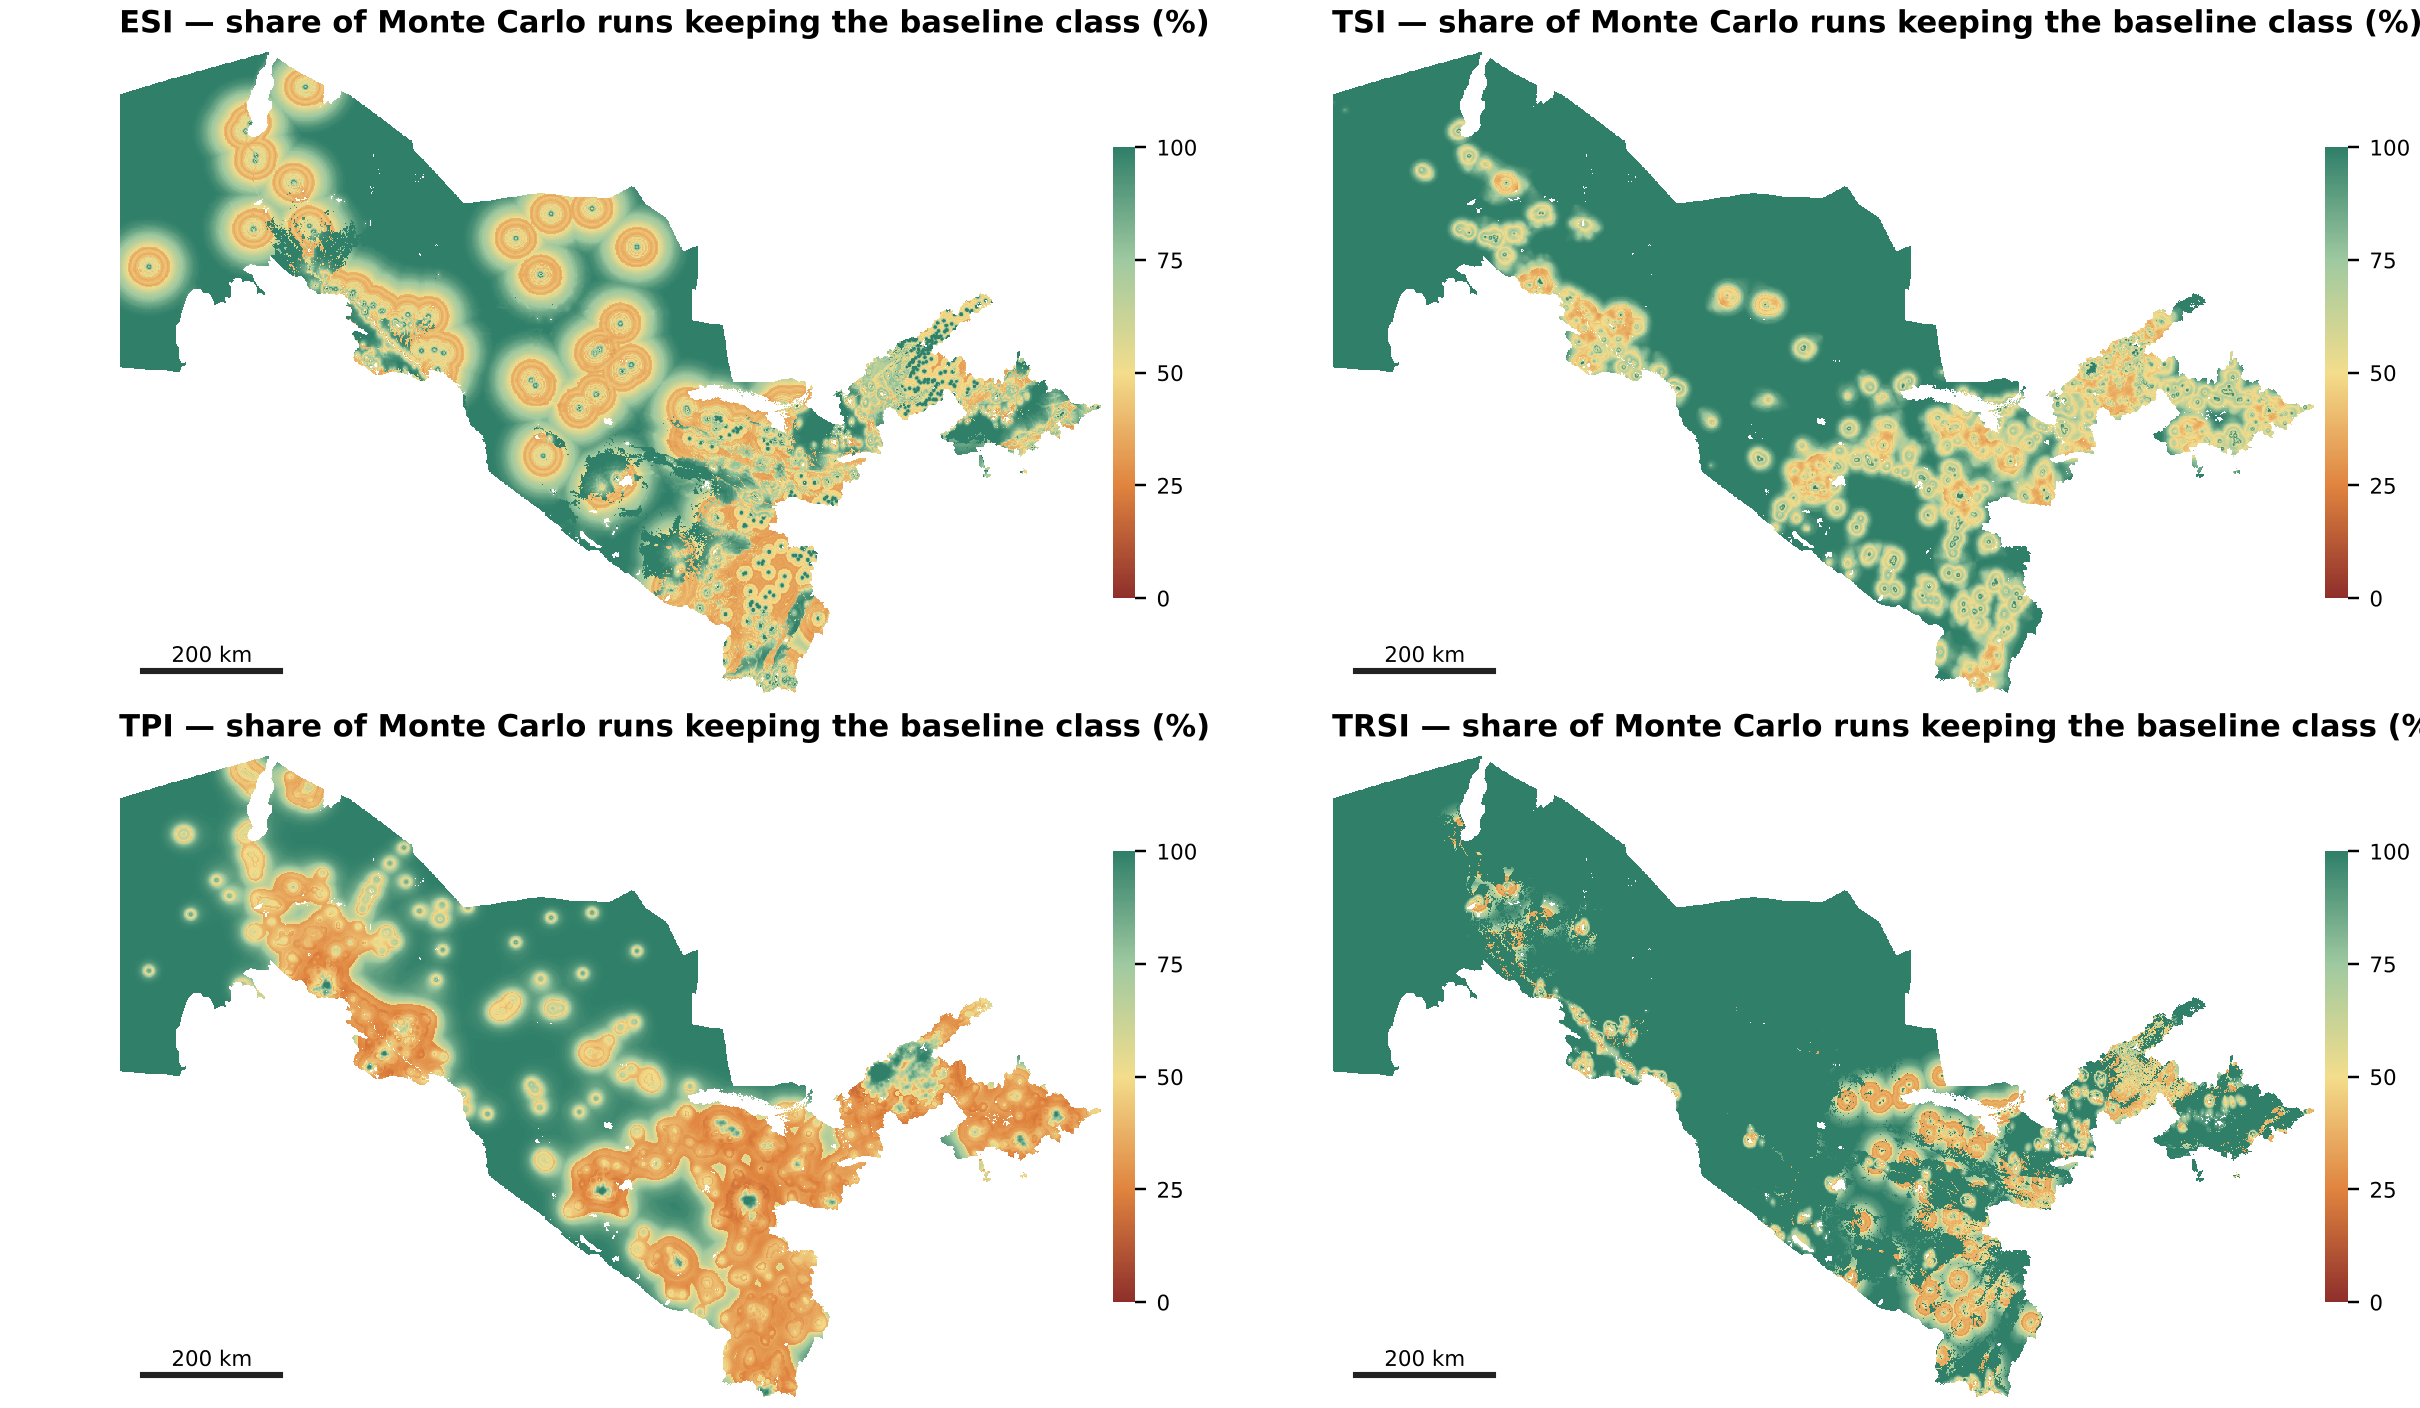 ESI — share of Monte Carlo runs keeping the baseline class (%)
100
75
50
25
0
200 km
TSI — share of Monte Carlo runs keeping the baseline class (%)
100
75
50
25
0
200 km
TPI — share of Monte Carlo runs keeping the baseline class (%)
100
75
50
25
0
200 km
TRSI — share of Monte Carlo runs keeping the baseline class (%
100
75
50
25
0
200 km